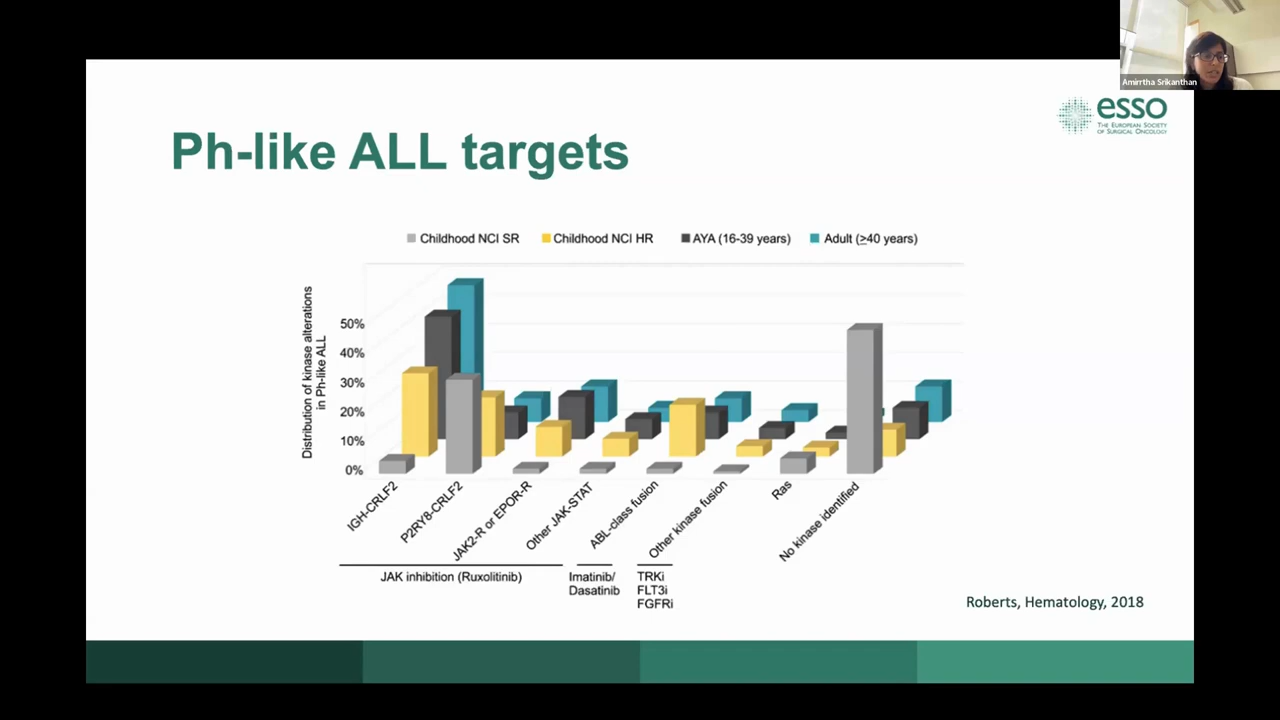 Amirrtha Srikanthan
esso
THE EUROPEAN SOCIETY
OF SURGICAL ONCOLOGY
Ph-like ALL targets
Childhood NCI SR
Childhood NCI HR
AYA (16-39 years)
Adult (≥40 years)
Distribution of kinase alterations
in Ph-like ALL
50%
40%
30%
20%
10%
0%
IGH-CRLF2
P2RY8-CRLF2
JAK2-R or EPOR-R
Other JAK-STAT
ABL-class fusion
Other kinase fusion
Ras
No kinase identified
JAK inhibition (Ruxolitinib)
Imatinib/
Dasatinib
TRKi
FLT3i
FGFRi
Roberts, Hematology, 2018